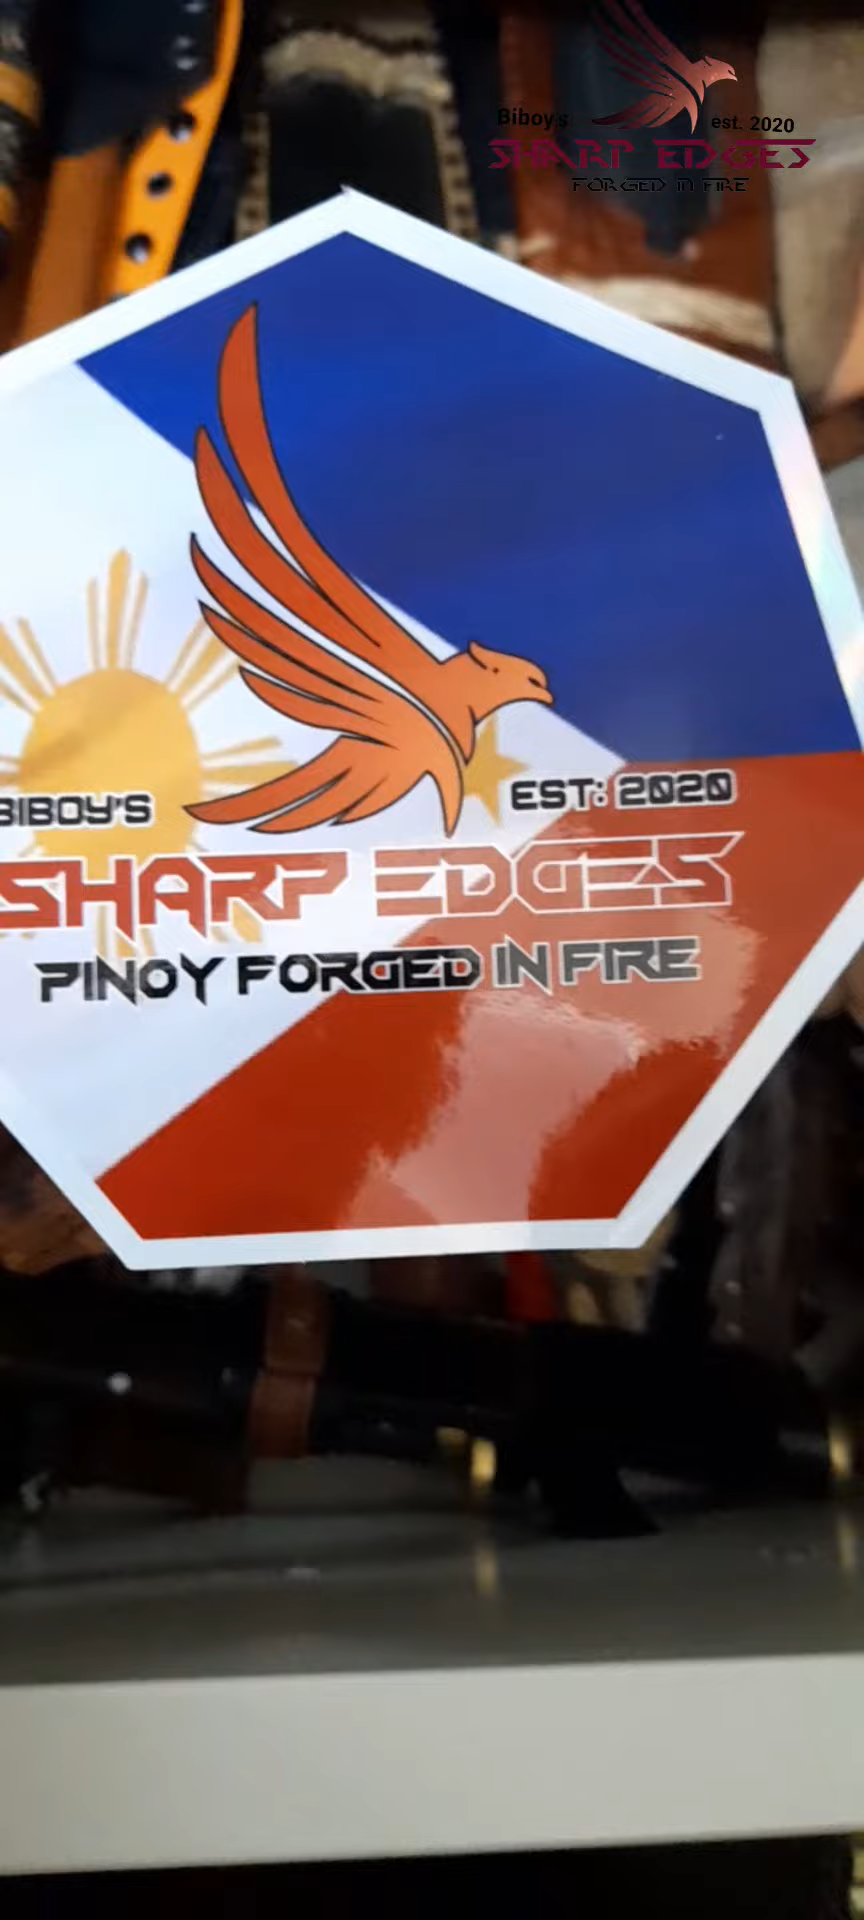 Biboy's est. 2020
SHARP EDGES
FORGED IN FIRE
BIBOY'S EST: 2020
SHARP EDGES
PINOY FORGED IN FIRE